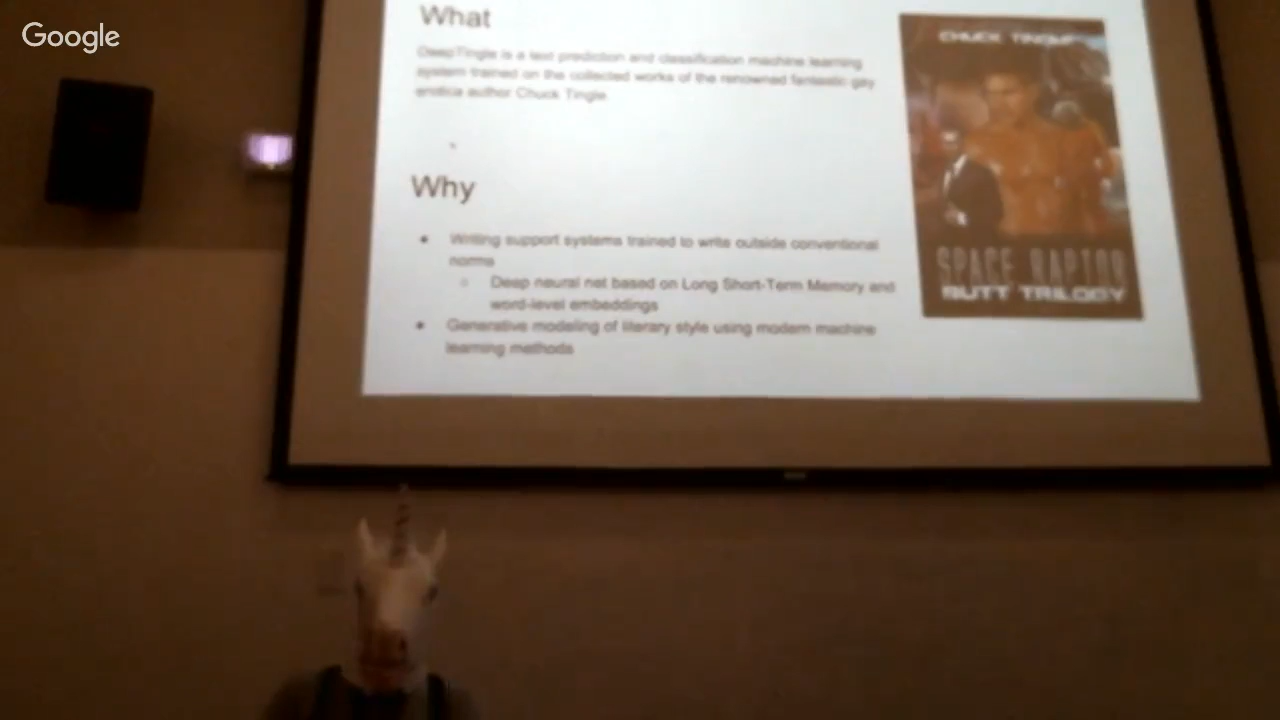 Google
What
DeepTingle is a text prediction and classification machine learning
system trained on the collected works of the renowned fantastic gay
erotica author Chuck Tingle.
Why
Writing support systems trained to write outside conventional
norms
Deep neural net based on Long Short-Term Memory and
word-level embeddings
Generative modeling of literary style using modern machine
learning methods
CHUCK TINGLE
SPACE RAPTOR
BUTT TRILOGY